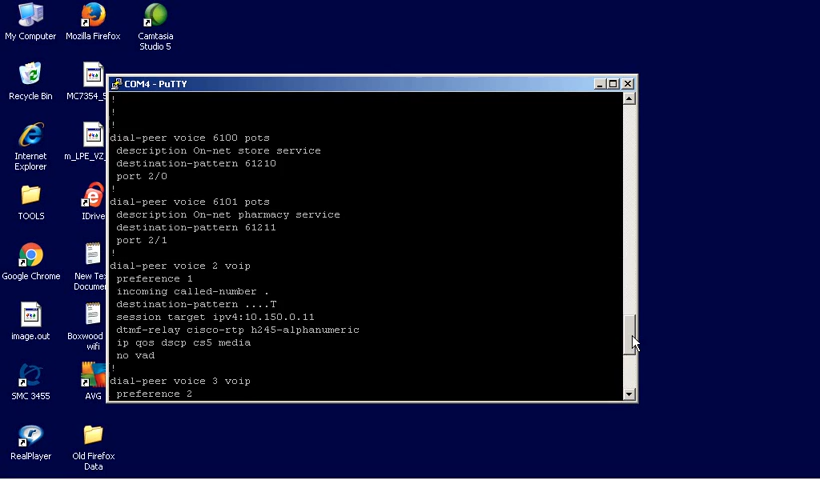 My Computer
Mozilla Firefox
Camtasia
Studio 5
Recycle Bin
MC7354_5
Internet
Explorer
m_LPE_VZ_
TOOLS
IDrive
Google Chrome
New Tex
Documen
image.out
Boxwood
wifi
SMC 3455
AVG
RealPlayer
Old Firefox
Data
COM4 - PuTTY
!
!
!
dial-peer voice 6100 pots
description On-net store service
destination-pattern 61210
port 2/0
!
dial-peer voice 6101 pots
description On-net pharmacy service
destination-pattern 61211
port 2/1
!
dial-peer voice 2 voip
preference 1
incoming called-number .
destination-pattern ....T
session target ipv4:10.150.0.11
dtmf-relay cisco-rtp h245-alphanumeric
ip qos dscp cs5 media
no vad
!
dial-peer voice 3 voip
preference 2